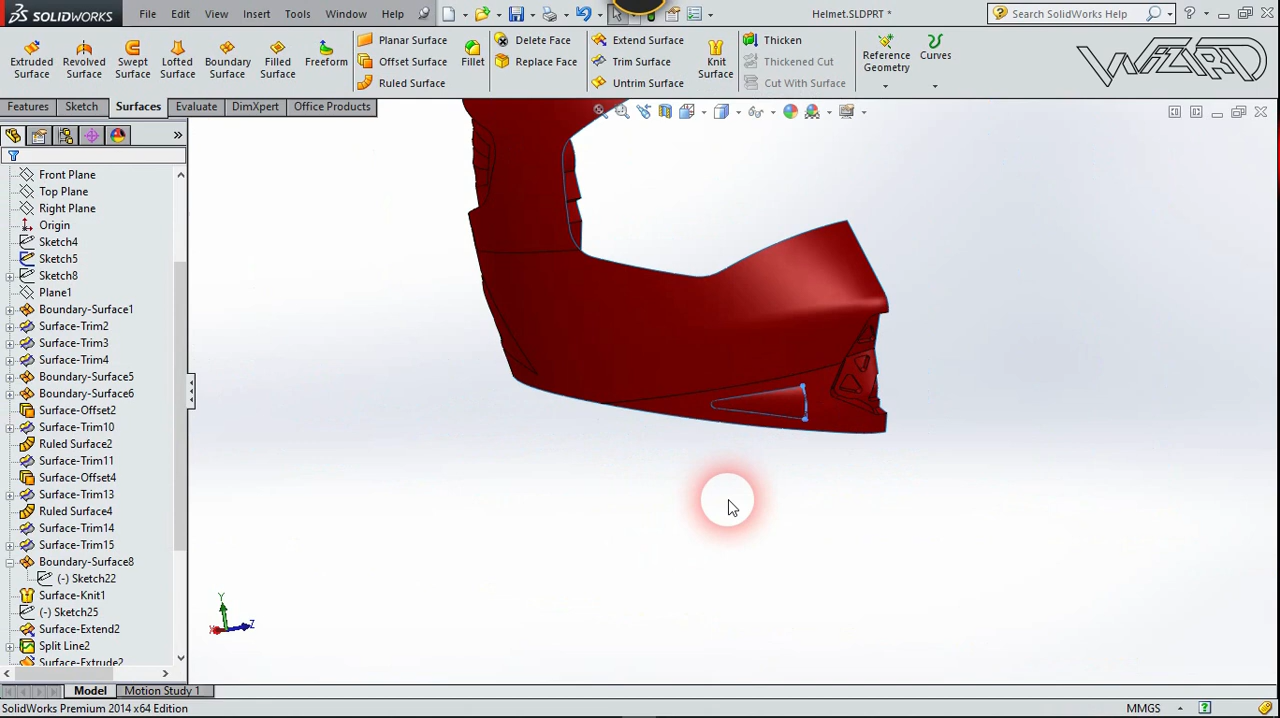 SOLIDWORKS File Edit View Insert Tools Window Help Helmet.SLDPRT * Search SolidWorks Help
Extruded Surface Revolved Surface Swept Surface Lofted Surface Boundary Surface Filled Surface Freeform
Planar Surface
Offset Surface
Ruled Surface
Fillet
Delete Face
Replace Face
Extend Surface
Trim Surface
Untrim Surface
Knit Surface
Thicken
Thickened Cut
Cut With Surface
Reference Geometry
Curves
WIZARD
Features Sketch Surfaces Evaluate DimXpert Office Products
Front Plane
Top Plane
Right Plane
Origin
Sketch4
Sketch5
Sketch8
Plane1
Boundary-Surface1
Surface-Trim2
Surface-Trim3
Surface-Trim4
Boundary-Surface5
Boundary-Surface6
Surface-Offset2
Surface-Trim10
Ruled Surface2
Surface-Trim11
Surface-Offset4
Surface-Trim13
Ruled Surface4
Surface-Trim14
Surface-Trim15
Boundary-Surface8
(-) Sketch22
Surface-Knit1
(-) Sketch25
Surface-Extend2
Split Line2
Surface-Extrude2
Y
X Z
Model Motion Study 1
SolidWorks Premium 2014 x64 Edition MMGS